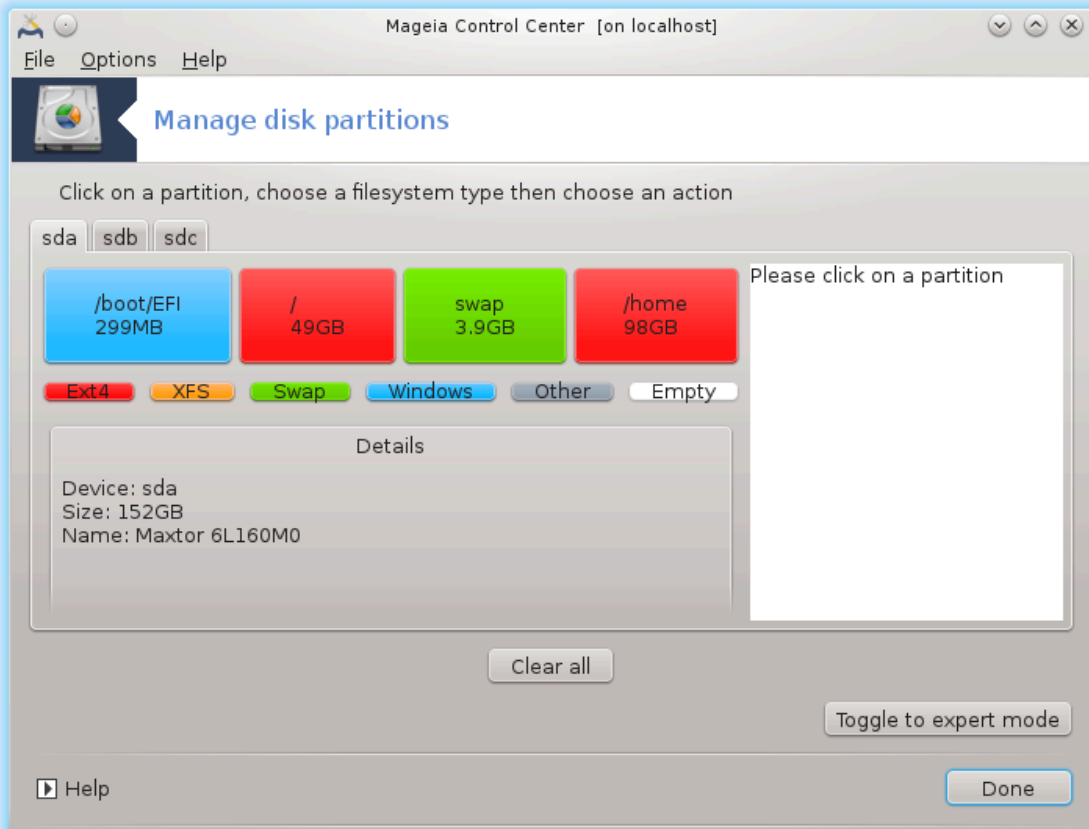 Mageia Control Center [on localhost]
File Options Help
Manage disk partitions
Click on a partition, choose a filesystem type then choose an action
sda sdb sdc
/boot/EFI
299MB
/
49GB
swap
3.9GB
/home
98GB
Please click on a partition
Ext4 XFS Swap Windows Other Empty
Details
Device: sda
Size: 152GB
Name: Maxtor 6L160M0
Clear all
Toggle to expert mode
Help
Done